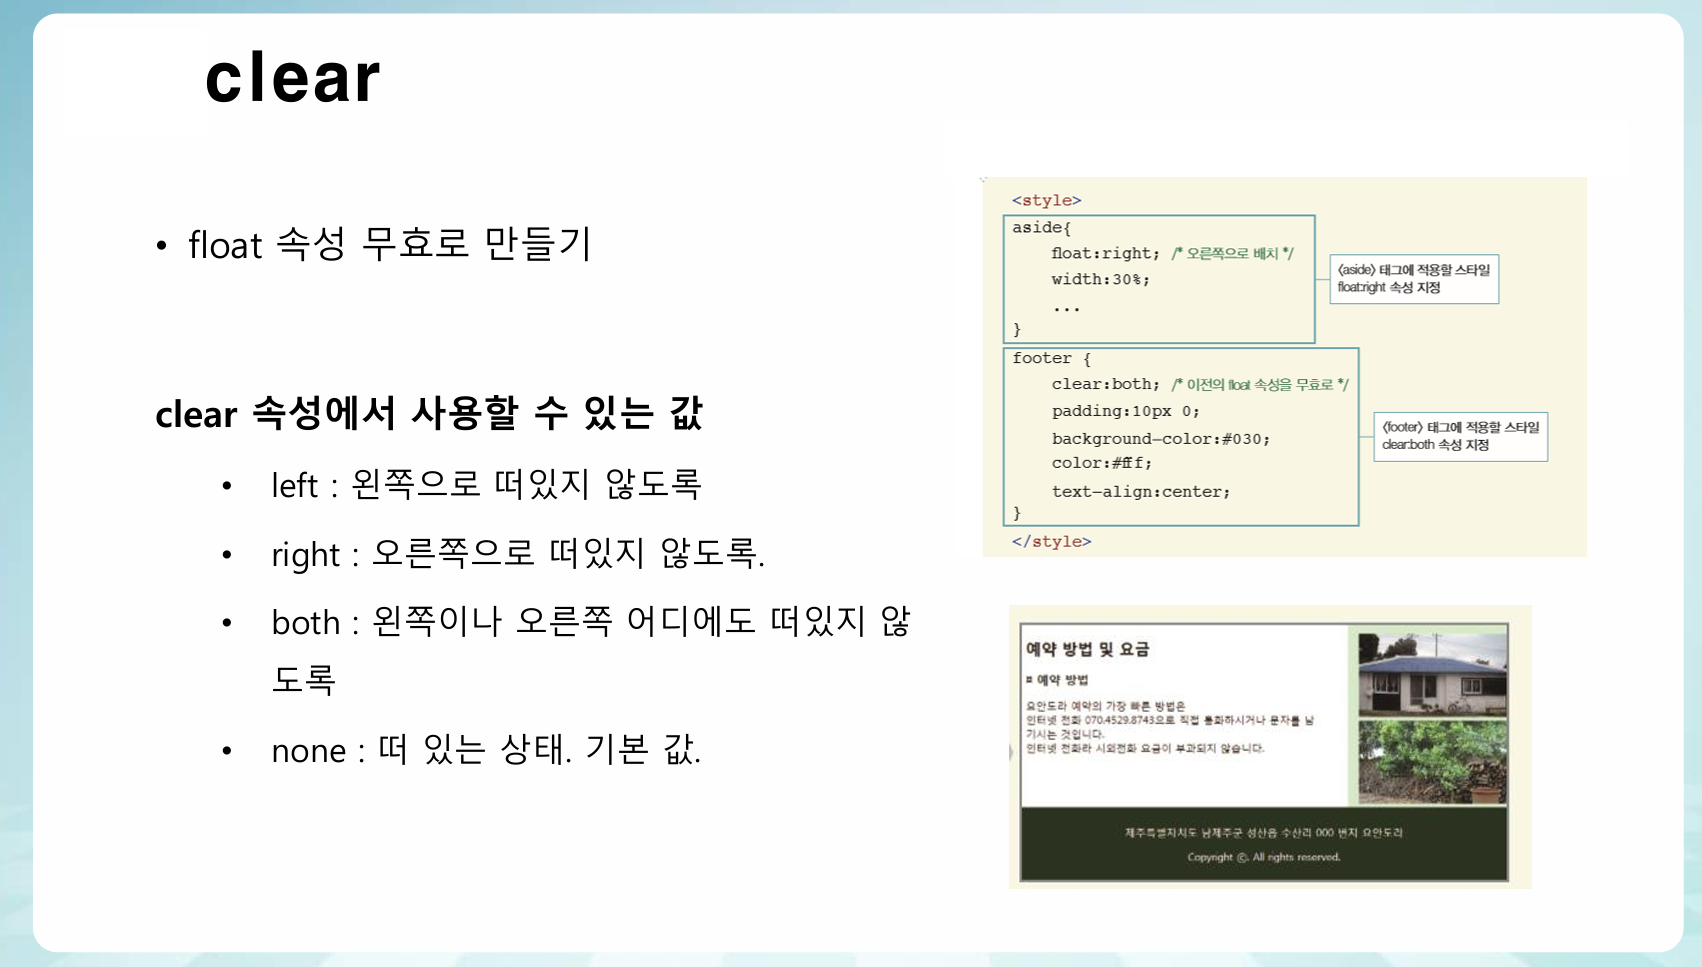 clear
• float 속성 무효로 만들기
clear 속성에서 사용할 수 있는 값
• left : 왼쪽으로 떠있지 않도록
• right : 오른쪽으로 떠있지 않도록.
• both : 왼쪽이나 오른쪽 어디에도 떠있지 않
도록
• none : 떠 있는 상태. 기본 값.
<style>
aside{
float:right; /* 오른쪽으로 배치 */
width:30%;
...
}
<aside> 태그에 적용할 스타일
float:right 속성 지정
footer {
clear:both; /* 이전의 float 속성을 무효로 */
padding:10px 0;
background-color:#030;
color:#fff;
text-align:center;
}
<footer> 태그에 적용할 스타일
clear:both 속성 지정
</style>
예약 방법 및 요금
¤ 예약 방법
요안도라 예약의 가장 빠른 방법은
인터넷 전화 070.4529.8743으로 직접 통화하시거나 문자를 남
기시는 것입니다.
인터넷 전화라 시외전화 요금이 부과되지 않습니다.
제주특별자치도 남제주군 성산읍 수산리 000 번지 요안도라
Copyright ⓒ. All rights reserved.